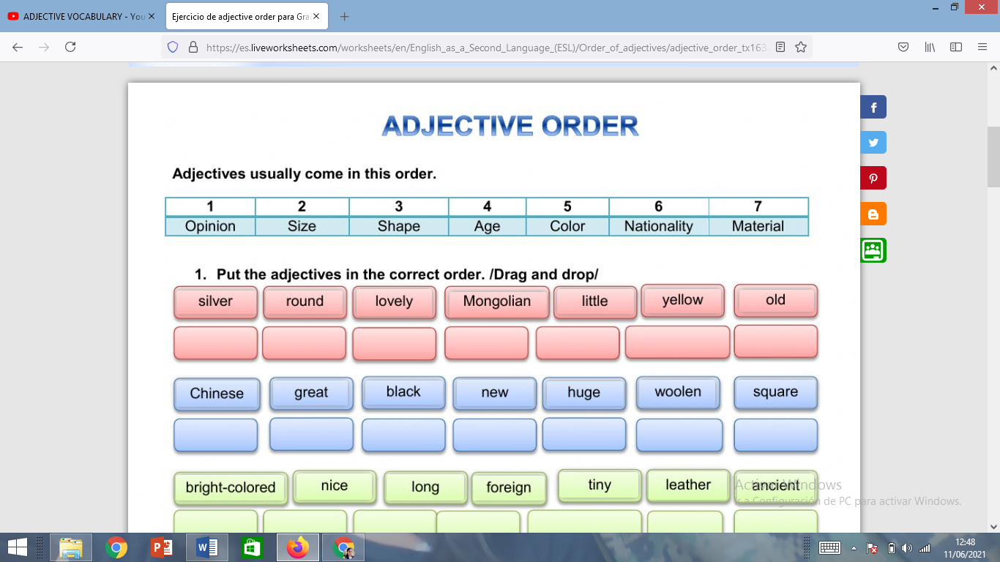 ADJECTIVE VOCABULARY - You
Ejercicio de adjective order para Gra
https://es.liveworksheets.com/worksheets/en/English_as_a_Second_Language_(ESL)/Order_of_adjectives/adjective_order_tx163
ADJECTIVE ORDER
Adjectives usually come in this order.
1 2 3 4 5 6 7
Opinion Size Shape Age Color Nationality Material
1. Put the adjectives in the correct order. /Drag and drop/
silver round lovely Mongolian little yellow old
Chinese great black new huge woolen square
bright-colored nice long foreign tiny leather ancient
Activar Windows
Ir a Configuración de PC para activar Windows.
12:48
11/06/2021